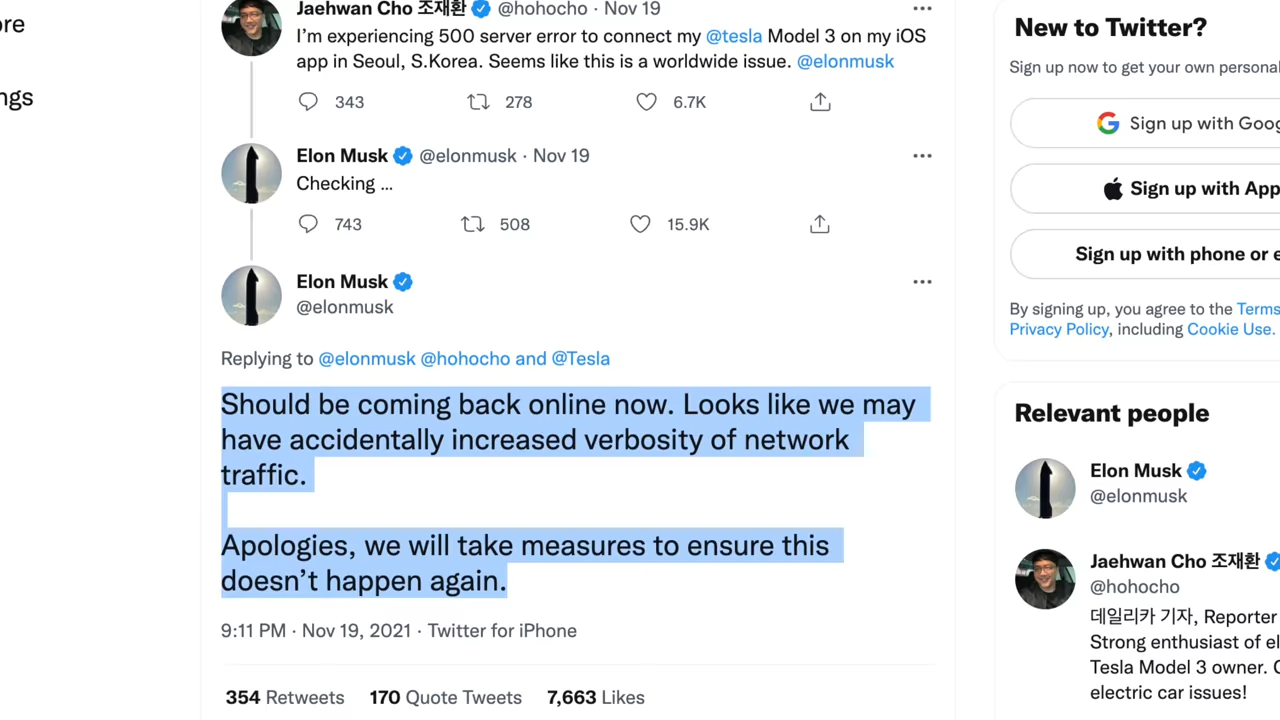 ore
ngs
Jaehwan Cho 조재환 @hohocho · Nov 19
I'm experiencing 500 server error to connect my @tesla Model 3 on my iOS
app in Seoul, S.Korea. Seems like this is a worldwide issue. @elonmusk
343 278 6.7K
Elon Musk @elonmusk · Nov 19
Checking ...
743 508 15.9K
Elon Musk
@elonmusk
Replying to @elonmusk @hohocho and @Tesla
Should be coming back online now. Looks like we may
have accidentally increased verbosity of network
traffic.
Apologies, we will take measures to ensure this
doesn't happen again.
9:11 PM · Nov 19, 2021 · Twitter for iPhone
354 Retweets 170 Quote Tweets 7,663 Likes
New to Twitter?
Sign up now to get your own personal
Sign up with Goog
Sign up with App
Sign up with phone or e
By signing up, you agree to the Terms
Privacy Policy, including Cookie Use.
Relevant people
Elon Musk
@elonmusk
Jaehwan Cho 조재환
@hohocho
데일리카 기자, Reporter
Strong enthusiast of el
Tesla Model 3 owner. C
electric car issues!